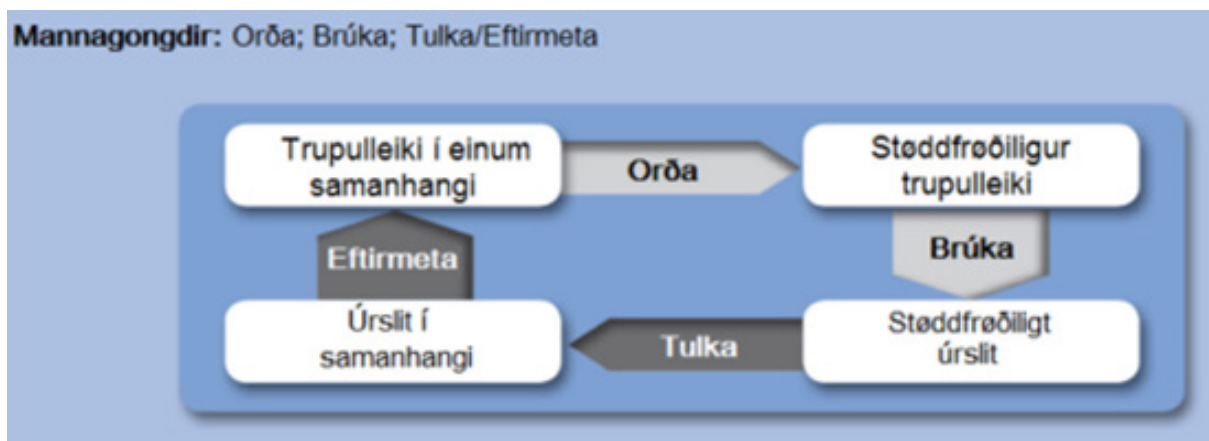 Mannagongdir: Orða; Brúka; Tulka/Eftirmeta
Trupulleiki í einum
samanhangi
Orða
Støddfrøðiligur
trupulleiki
Eftirmeta
Brúka
Úrslit í
samanhangi
Tulka
Støddfrøðiligt
úrslit